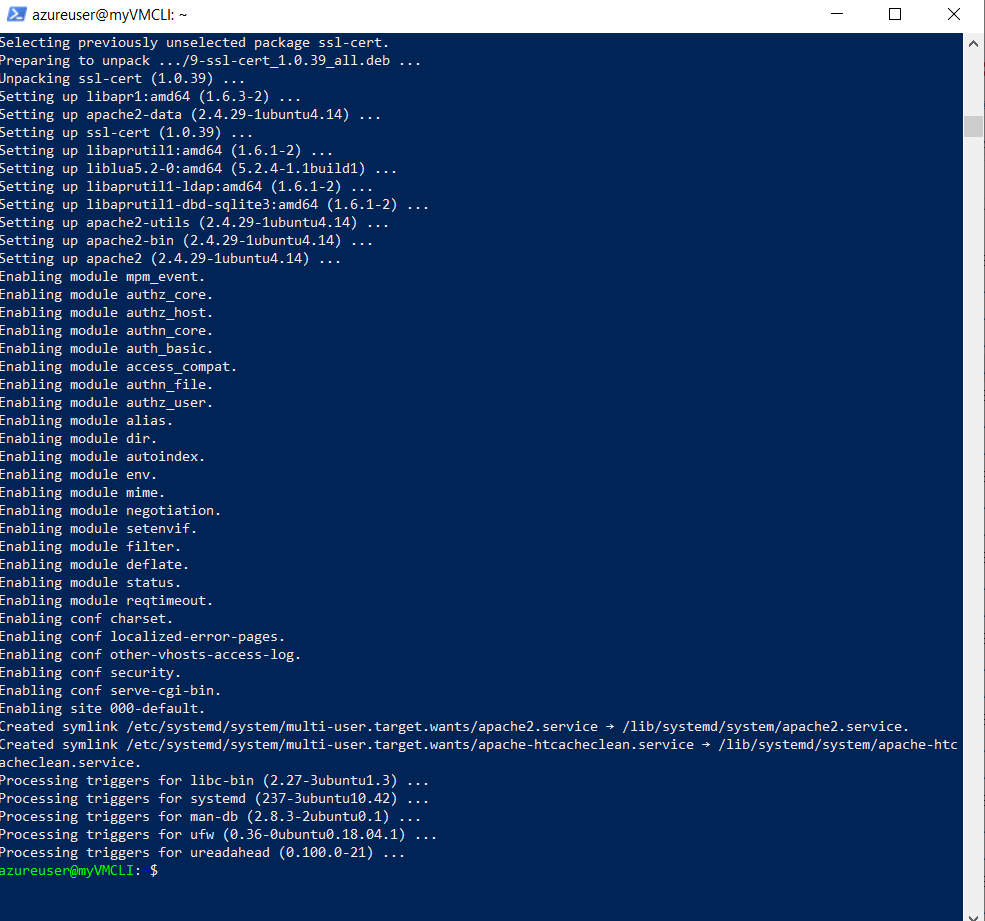 azureuser@myVMCLI: ~
Selecting previously unselected package ssl-cert.
Preparing to unpack .../9-ssl-cert_1.0.39_all.deb ...
Unpacking ssl-cert (1.0.39) ...
Setting up libapr1:amd64 (1.6.3-2) ...
Setting up apache2-data (2.4.29-1ubuntu4.14) ...
Setting up ssl-cert (1.0.39) ...
Setting up libaprutil1:amd64 (1.6.1-2) ...
Setting up liblua5.2-0:amd64 (5.2.4-1.1build1) ...
Setting up libaprutil1-ldap:amd64 (1.6.1-2) ...
Setting up libaprutil1-dbd-sqlite3:amd64 (1.6.1-2) ...
Setting up apache2-utils (2.4.29-1ubuntu4.14) ...
Setting up apache2-bin (2.4.29-1ubuntu4.14) ...
Setting up apache2 (2.4.29-1ubuntu4.14) ...
Enabling module mpm_event.
Enabling module authz_core.
Enabling module authz_host.
Enabling module authn_core.
Enabling module auth_basic.
Enabling module access_compat.
Enabling module authn_file.
Enabling module authz_user.
Enabling module alias.
Enabling module dir.
Enabling module autoindex.
Enabling module env.
Enabling module mime.
Enabling module negotiation.
Enabling module setenvif.
Enabling module filter.
Enabling module deflate.
Enabling module status.
Enabling module reqtimeout.
Enabling conf charset.
Enabling conf localized-error-pages.
Enabling conf other-vhosts-access-log.
Enabling conf security.
Enabling conf serve-cgi-bin.
Enabling site 000-default.
Created symlink /etc/systemd/system/multi-user.target.wants/apache2.service → /lib/systemd/system/apache2.service.
Created symlink /etc/systemd/system/multi-user.target.wants/apache-htcacheclean.service → /lib/systemd/system/apache-htc
acheclean.service.
Processing triggers for libc-bin (2.27-3ubuntu1.3) ...
Processing triggers for systemd (237-3ubuntu10.42) ...
Processing triggers for man-db (2.8.3-2ubuntu0.1) ...
Processing triggers for ufw (0.36-0ubuntu0.18.04.1) ...
Processing triggers for ureadahead (0.100.0-21) ...
azureuser@myVMCLI: $